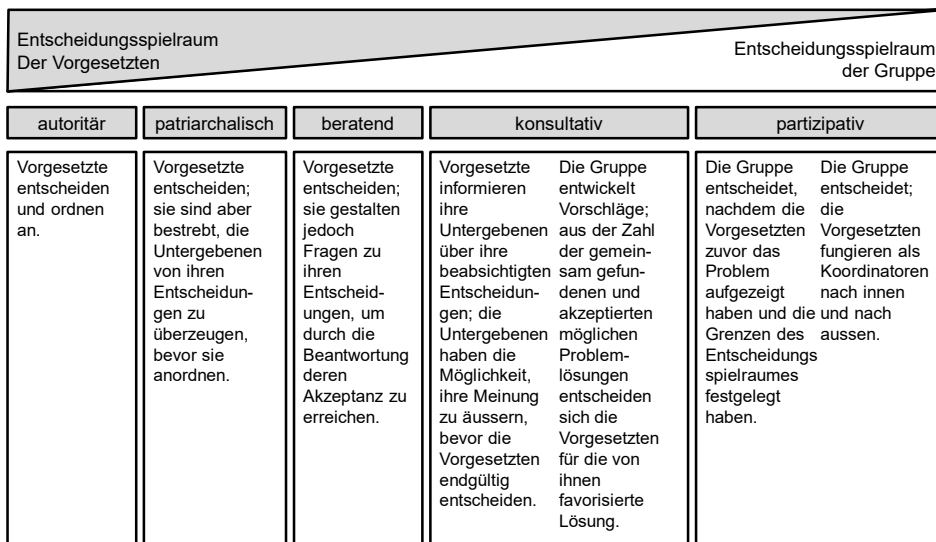 Entscheidungsspielraum
Der Vorgesetzten
Entscheidungsspielraum
der Gruppe
autoritär
patriarchalisch
beratend
konsultativ
partizipativ
Vorgesetzte
entscheiden
und ordnen
an.
Vorgesetzte
entscheiden;
sie sind aber
bestrebt, die
Untergebenen
von ihren
Entscheidun-
gen zu
überzeugen,
bevor sie
anordnen.
Vorgesetzte
entscheiden;
sie gestalten
jedoch
Fragen zu
ihren
Entscheid-
ungen, um
durch die
Beantwortung
deren
Akzeptanz zu
erreichen.
Vorgesetzte
informieren
ihre
Untergebenen
über ihre
beabsichtigten
Entscheidun-
gen; die
Untergebenen
haben die
Möglichkeit,
ihre Meinung
zu äussern,
bevor die
Vorgesetzten
endgültig
entscheiden.
Die Gruppe
entwickelt
Vorschläge;
aus der Zahl
der gemein-
sam gefun-
denen und
akzeptierten
möglichen
Problem-
lösungen
entscheiden
sich die
Vorgesetzten
für die von
ihnen
favorisierte
Lösung.
Die Gruppe
entscheidet,
nachdem die
Vorgesetzten
zuvor das
Problem
aufgezeigt
haben und die
Grenzen des
Entscheidungs
spielraumes
festgelegt
haben.
Die Gruppe
entscheidet;
die
Vorgesetzten
fungieren als
Koordinatoren
nach innen
und nach
aussen.